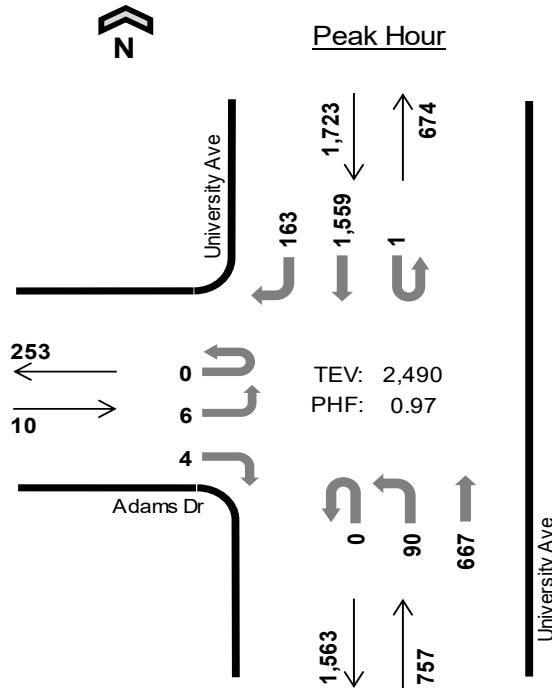 N
Peak Hour
1,723
674
University Ave
163
1,559
1
253
0
TEV: 2,490
10
6
PHF: 0.97
4
Adams Dr
0
90
667
University Ave
1,563
757